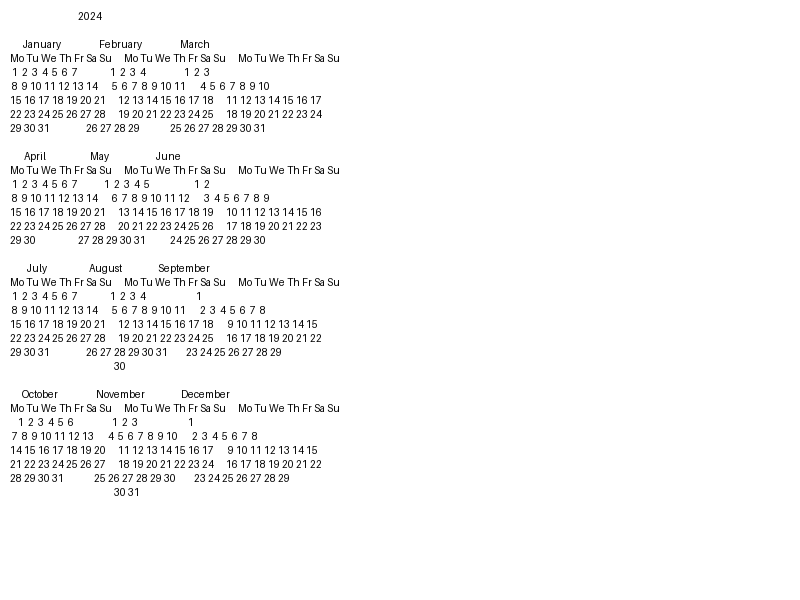 2024
January February March
Mo Tu We Th Fr Sa Su Mo Tu We Th Fr Sa Su Mo Tu We Th Fr Sa Su
1 2 3 4 5 6 7 1 2 3 4 1 2 3
8 9 10 11 12 13 14 5 6 7 8 9 10 11 4 5 6 7 8 9 10
15 16 17 18 19 20 21 12 13 14 15 16 17 18 11 12 13 14 15 16 17
22 23 24 25 26 27 28 19 20 21 22 23 24 25 18 19 20 21 22 23 24
29 30 31 26 27 28 29 25 26 27 28 29 30 31
April May June
Mo Tu We Th Fr Sa Su Mo Tu We Th Fr Sa Su Mo Tu We Th Fr Sa Su
1 2 3 4 5 6 7 1 2 3 4 5 1 2
8 9 10 11 12 13 14 6 7 8 9 10 11 12 3 4 5 6 7 8 9
15 16 17 18 19 20 21 13 14 15 16 17 18 19 10 11 12 13 14 15 16
22 23 24 25 26 27 28 20 21 22 23 24 25 26 17 18 19 20 21 22 23
29 30 27 28 29 30 31 24 25 26 27 28 29 30
July August September
Mo Tu We Th Fr Sa Su Mo Tu We Th Fr Sa Su Mo Tu We Th Fr Sa Su
1 2 3 4 5 6 7 1 2 3 4 1
8 9 10 11 12 13 14 5 6 7 8 9 10 11 2 3 4 5 6 7 8
15 16 17 18 19 20 21 12 13 14 15 16 17 18 9 10 11 12 13 14 15
22 23 24 25 26 27 28 19 20 21 22 23 24 25 16 17 18 19 20 21 22
29 30 31 26 27 28 29 30 31 23 24 25 26 27 28 29
30
October November December
Mo Tu We Th Fr Sa Su Mo Tu We Th Fr Sa Su Mo Tu We Th Fr Sa Su
1 2 3 4 5 6 1 2 3 1
7 8 9 10 11 12 13 4 5 6 7 8 9 10 2 3 4 5 6 7 8
14 15 16 17 18 19 20 11 12 13 14 15 16 17 9 10 11 12 13 14 15
21 22 23 24 25 26 27 18 19 20 21 22 23 24 16 17 18 19 20 21 22
28 29 30 31 25 26 27 28 29 30 23 24 25 26 27 28 29
30 31